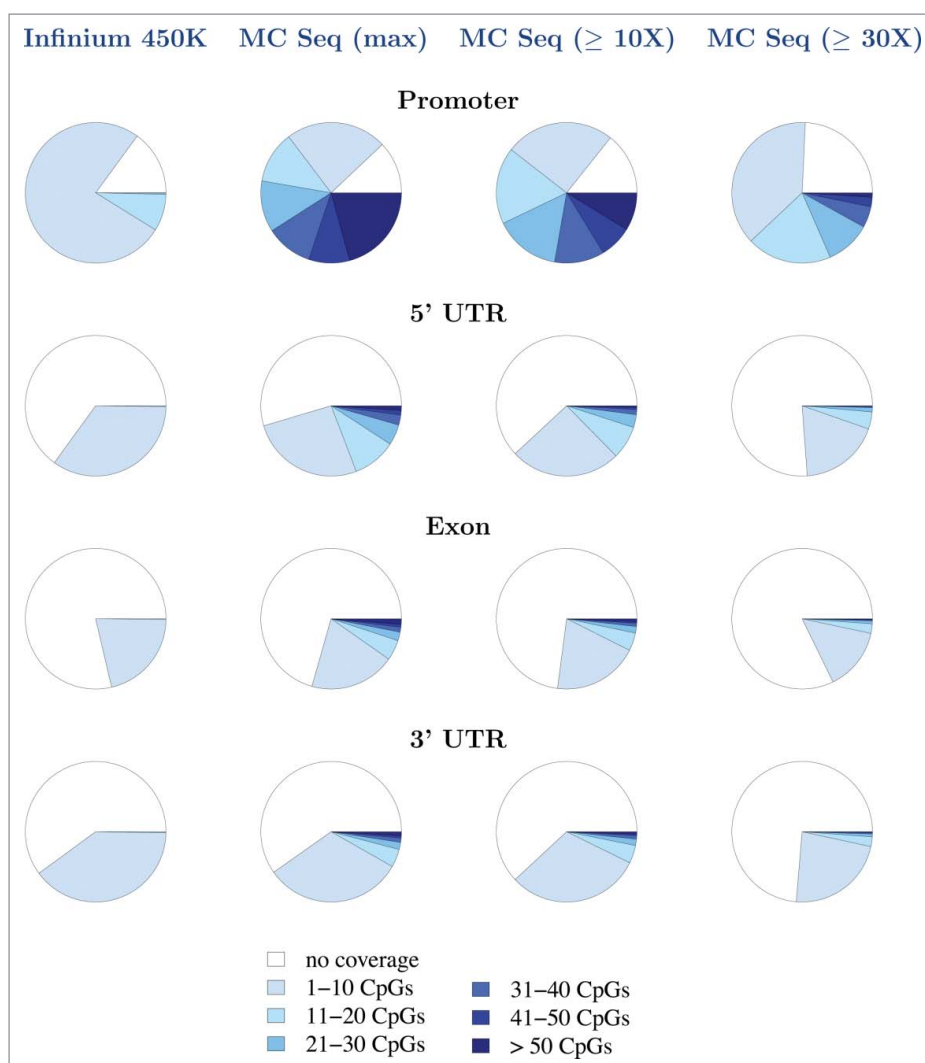 Infinium 450K MC Seq (max) MC Seq (≥ 10X) MC Seq (≥ 30X)
Promoter
5' UTR
Exon
3' UTR
no coverage
1–10 CpGs
11–20 CpGs
21–30 CpGs
31–40 CpGs
41–50 CpGs
> 50 CpGs